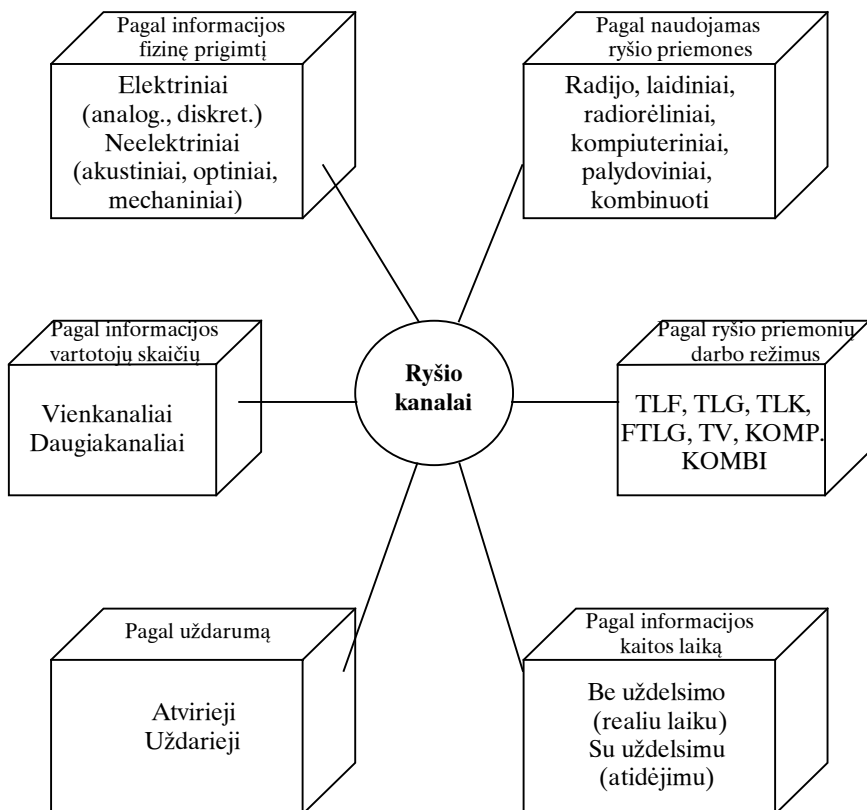 Pagal informacijos
fizinę prigimtį
Elektriniai
(analog., diskret.)
Neelektriniai
(akustiniai, optiniai,
mechaniniai)
Pagal naudojamas
ryšio priemones
Radijo, laidiniai,
radiorėliniai,
kompiuteriniai,
palydoviniai,
kombinuoti
Pagal informacijos
vartotojų skaičių
Vienkanaliai
Daugiakanaliai
Ryšio
kanalai
Pagal ryšio priemonių
darbo režimus
TLF, TLG, TLK,
FTLG, TV, KOMP.
KOMBI
Pagal uždarumą
Atvirieji
Uždarieji
Pagal informacijos
kaitos laiką
Be uždelsimo
(realiu laiku)
Su uždelsimu
(atidėjimu)